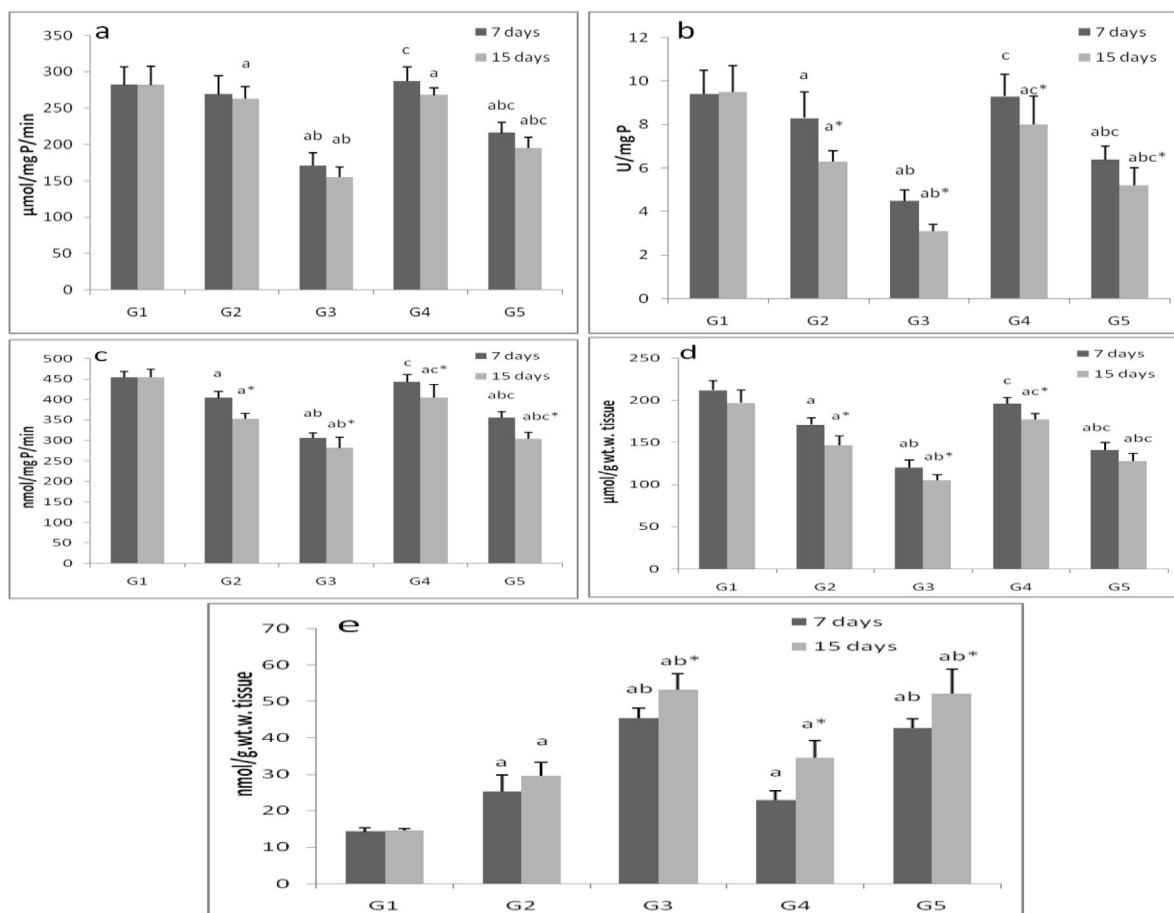 a
7 days
15 days
350
300
250
200
150
100
50
0
µmol/mg P/min
a
ab ab
c
a
abc
abc
G1 G2 G3 G4 G5
b
7 days
15 days
12
10
8
6
4
2
0
U/mg P
a
a*
ab
ab*
c
ac*
abc
abc*
G1 G2 G3 G4 G5
c
7 days
15 days
500
450
400
350
300
250
200
150
100
50
0
nmol/mg P/min
a
a*
ab
ab*
c
ac*
abc
abc*
G1 G2 G3 G4 G5
d
7 days
15 days
250
200
150
100
50
0
µmol/g wt.w. tissue
a
a*
ab
ab*
c
ac*
abc abc
G1 G2 G3 G4 G5
e
7 days
15 days
70
60
50
40
30
20
10
0
nmol/g.wt.w. tissue
a
a
ab
ab*
a
a*
ab
ab*
G1 G2 G3 G4 G5